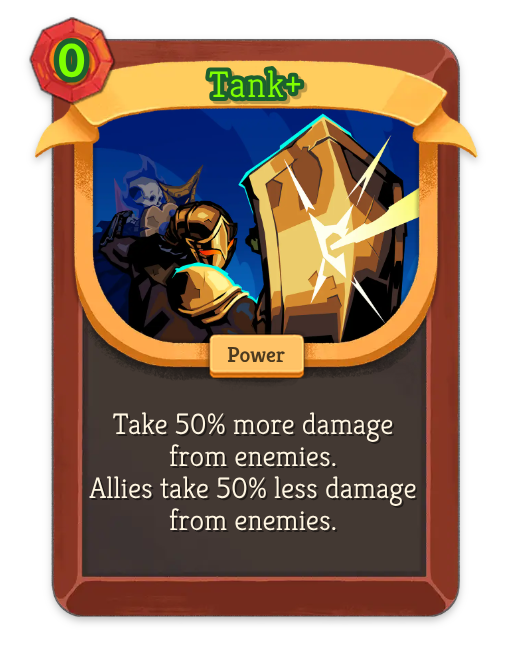 0
Tank+
Power
Take 50% more damage
from enemies.
Allies take 50% less damage
from enemies.